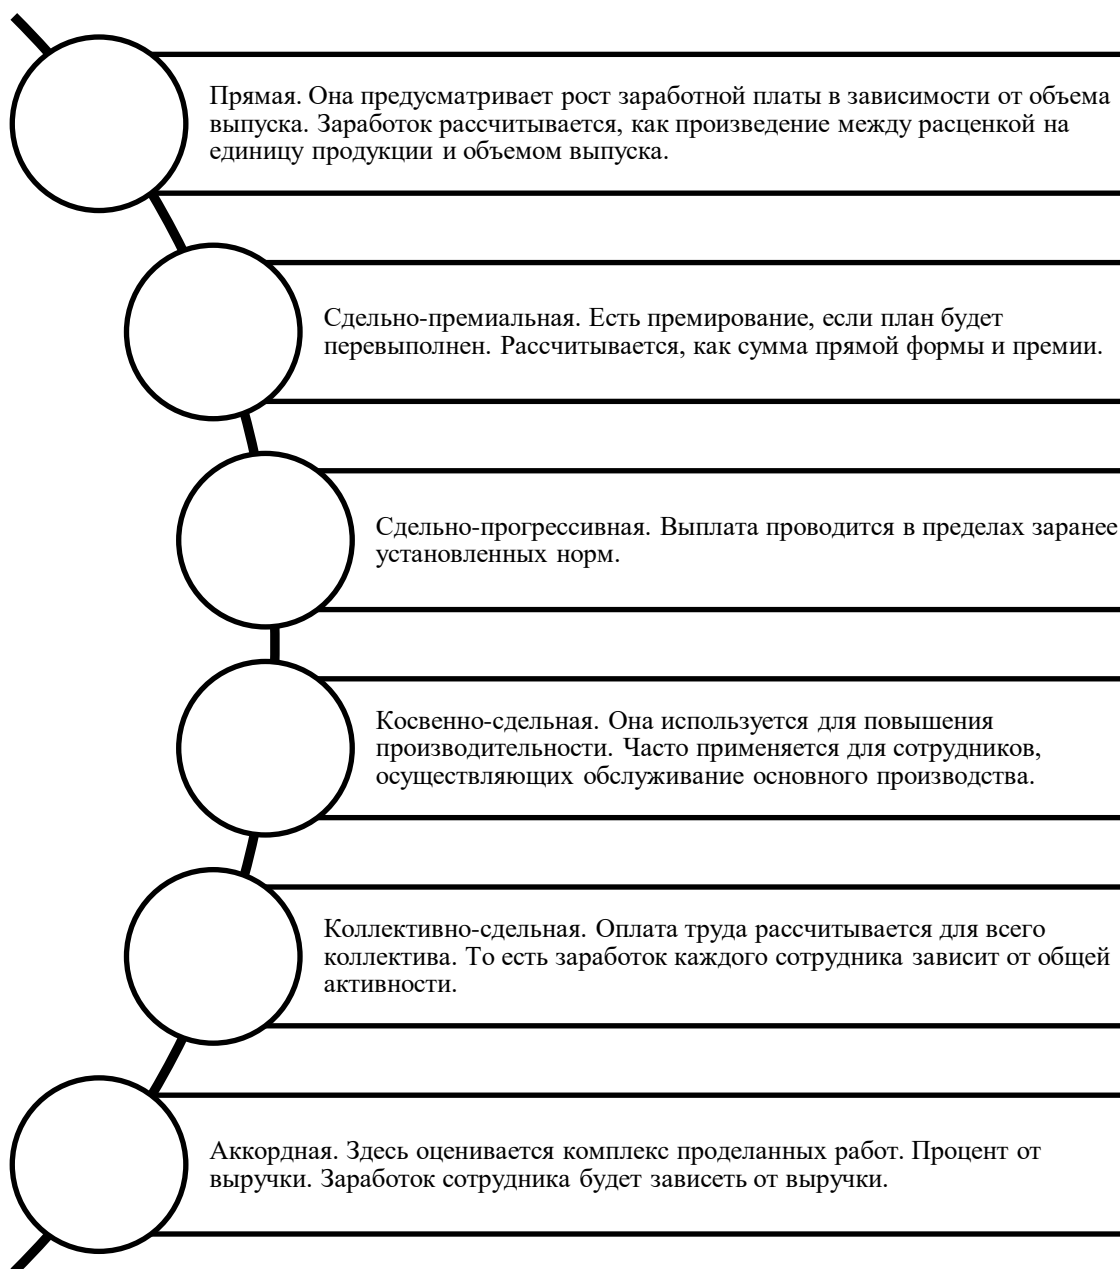 Прямая. Она предусматривает рост заработной платы в зависимости от объема
выпуска. Заработок рассчитывается, как произведение между расценкой на
единицу продукции и объемом выпуска.
Сдельно-премиальная. Есть премирование, если план будет
перевыполнен. Рассчитывается, как сумма прямой формы и премии.
Сдельно-прогрессивная. Выплата проводится в пределах заранее
установленных норм.
Косвенно-сдельная. Она используется для повышения
производительности. Часто применяется для сотрудников,
осуществляющих обслуживание основного производства.
Коллективно-сдельная. Оплата труда рассчитывается для всего
коллектива. То есть заработок каждого сотрудника зависит от общей
активности.
Аккордная. Здесь оценивается комплекс проделанных работ. Процент от
выручки. Заработок сотрудника будет зависеть от выручки.